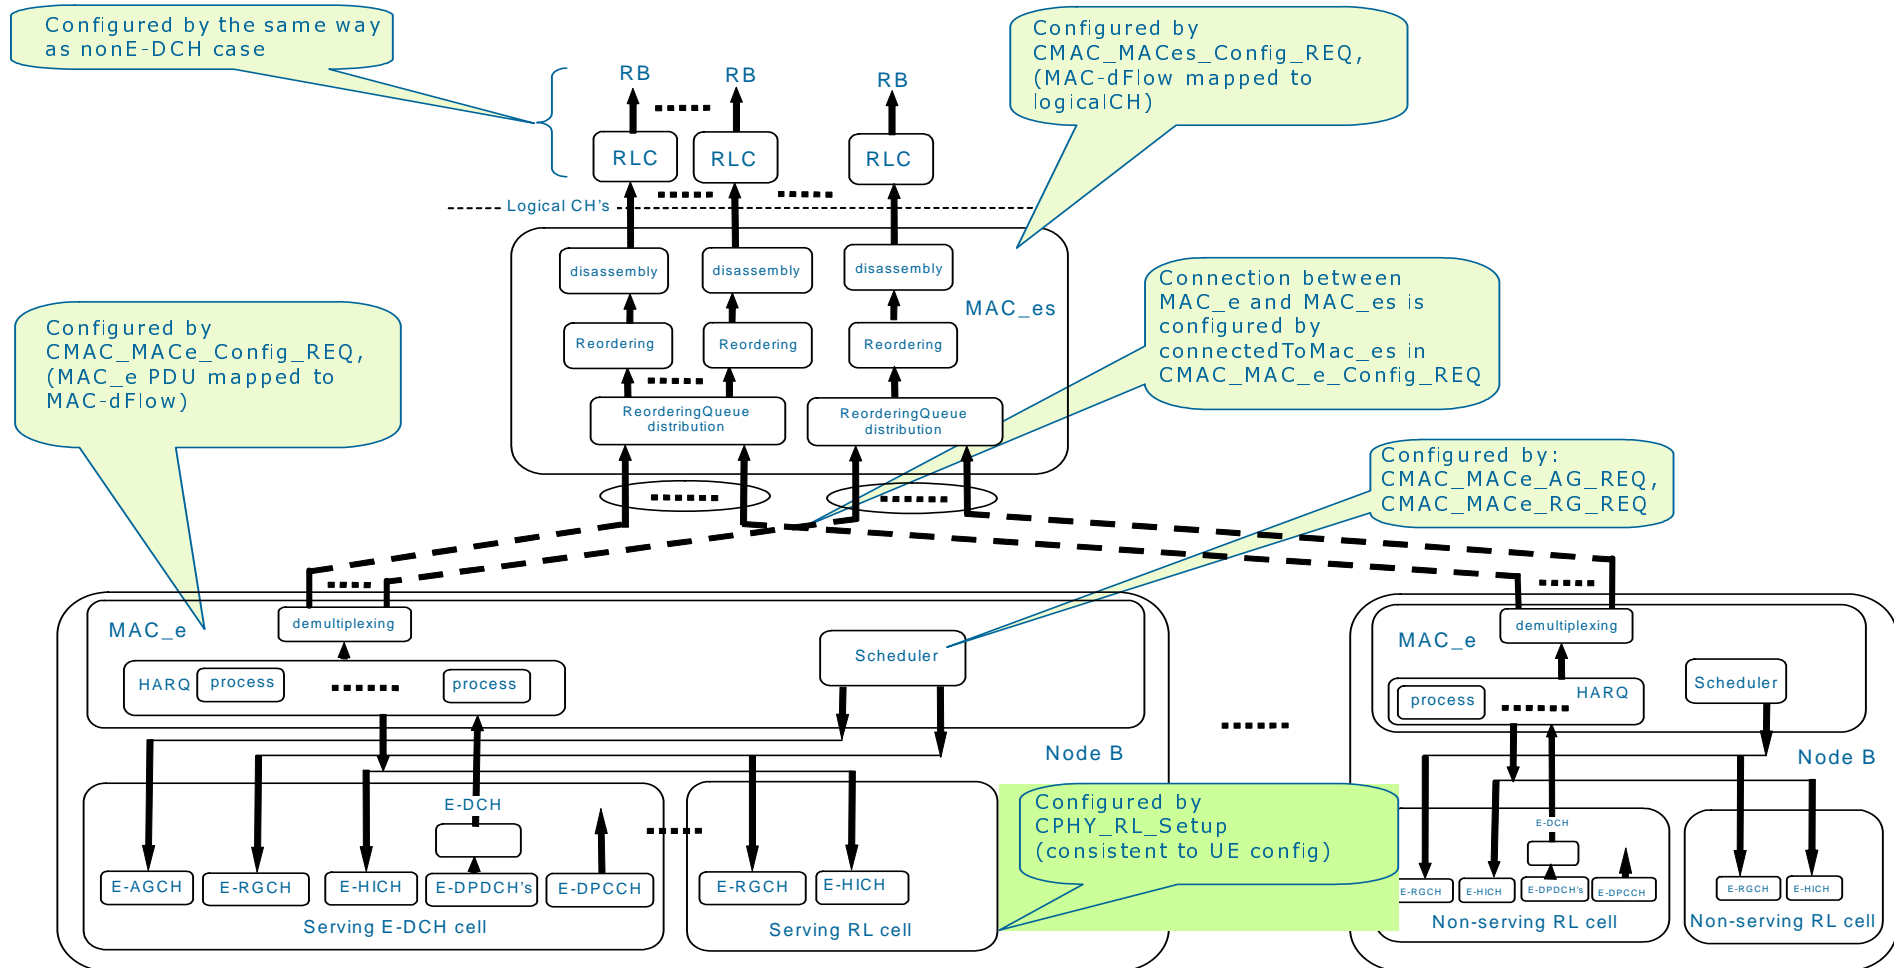 Configured by the same way
as nonE-DCH case
Configured by
CMAC_MACes_Config_REQ,
(MAC-dFlow mapped to
logicalCH)
RB
RB
RB
RLC
RLC
RLC
Logical CH's
disassembly
disassembly
disassembly
MAC_es
Reordering
Reordering
Reordering
ReorderingQueue
distribution
ReorderingQueue
distribution
Connection between
MAC_e and MAC_es is
configured by
connectedToMac_es in
CMAC_MAC_e_Config_REQ
Configured by
CMAC_MACe_Config_REQ,
(MAC_e PDU mapped to
MAC-dFlow)
Configured by:
CMAC_MACe_AG_REQ,
CMAC_MACe_RG_REQ
MAC_e
demultiplexing
Scheduler
HARQ
process
process
Node B
E-DCH
E-AGCH
E-RGCH
E-HICH
E-DPDCH's
E-DPCCH
Serving E-DCH cell
E-RGCH
E-HICH
Serving RL cell
Configured by
CPHY_RL_Setup
(consistent to UE config)
MAC_e
demultiplexing
process
HARQ
Scheduler
Node B
E-DCH
E-RGCH
E-HICH
E-DPDCH's
E-DPCCH
Non-serving RL cell
E-RGCH
E-HICH
Non-serving RL cell